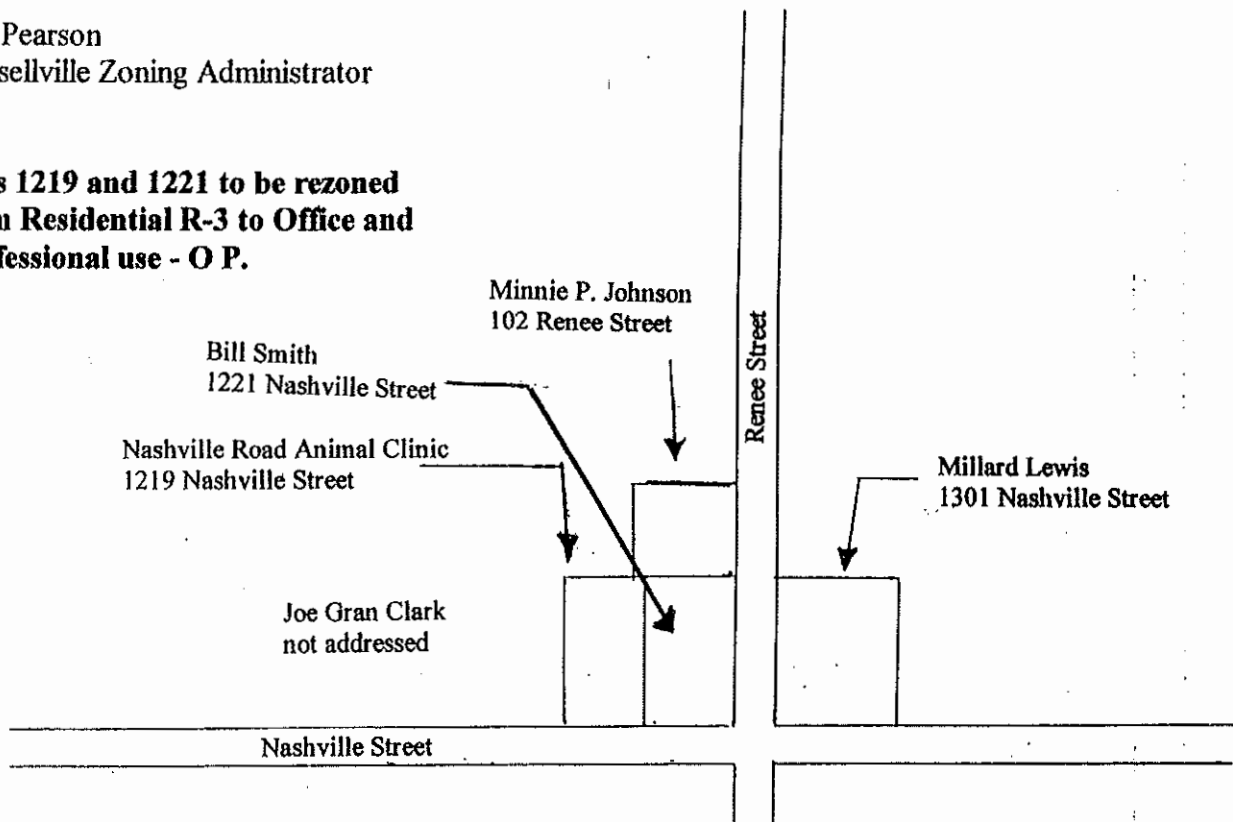 Pearson
sellville Zoning Administrator
s 1219 and 1221 to be rezoned
n Residential R-3 to Office and
fessional use - O P.
Minnie P. Johnson
102 Renee Street
Bill Smith
1221 Nashville Street
Renee Street
Nashville Road Animal Clinic
1219 Nashville Street
Millard Lewis
1301 Nashville Street
Joe Gran Clark
not addressed
Nashville Street